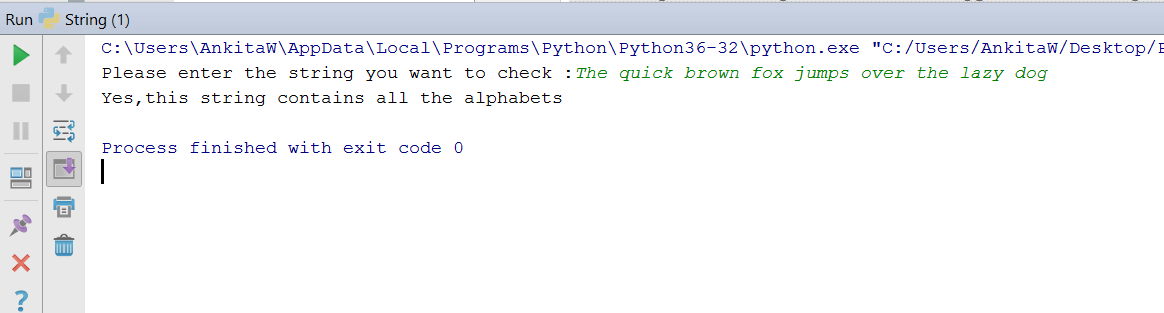 Run String (1)
C:\Users\AnkitaW\AppData\Local\Programs\Python\Python36-32\python.exe "C:/Users/AnkitaW/Desktop/
Please enter the string you want to check :The quick brown fox jumps over the lazy dog
Yes,this string contains all the alphabets
Process finished with exit code 0